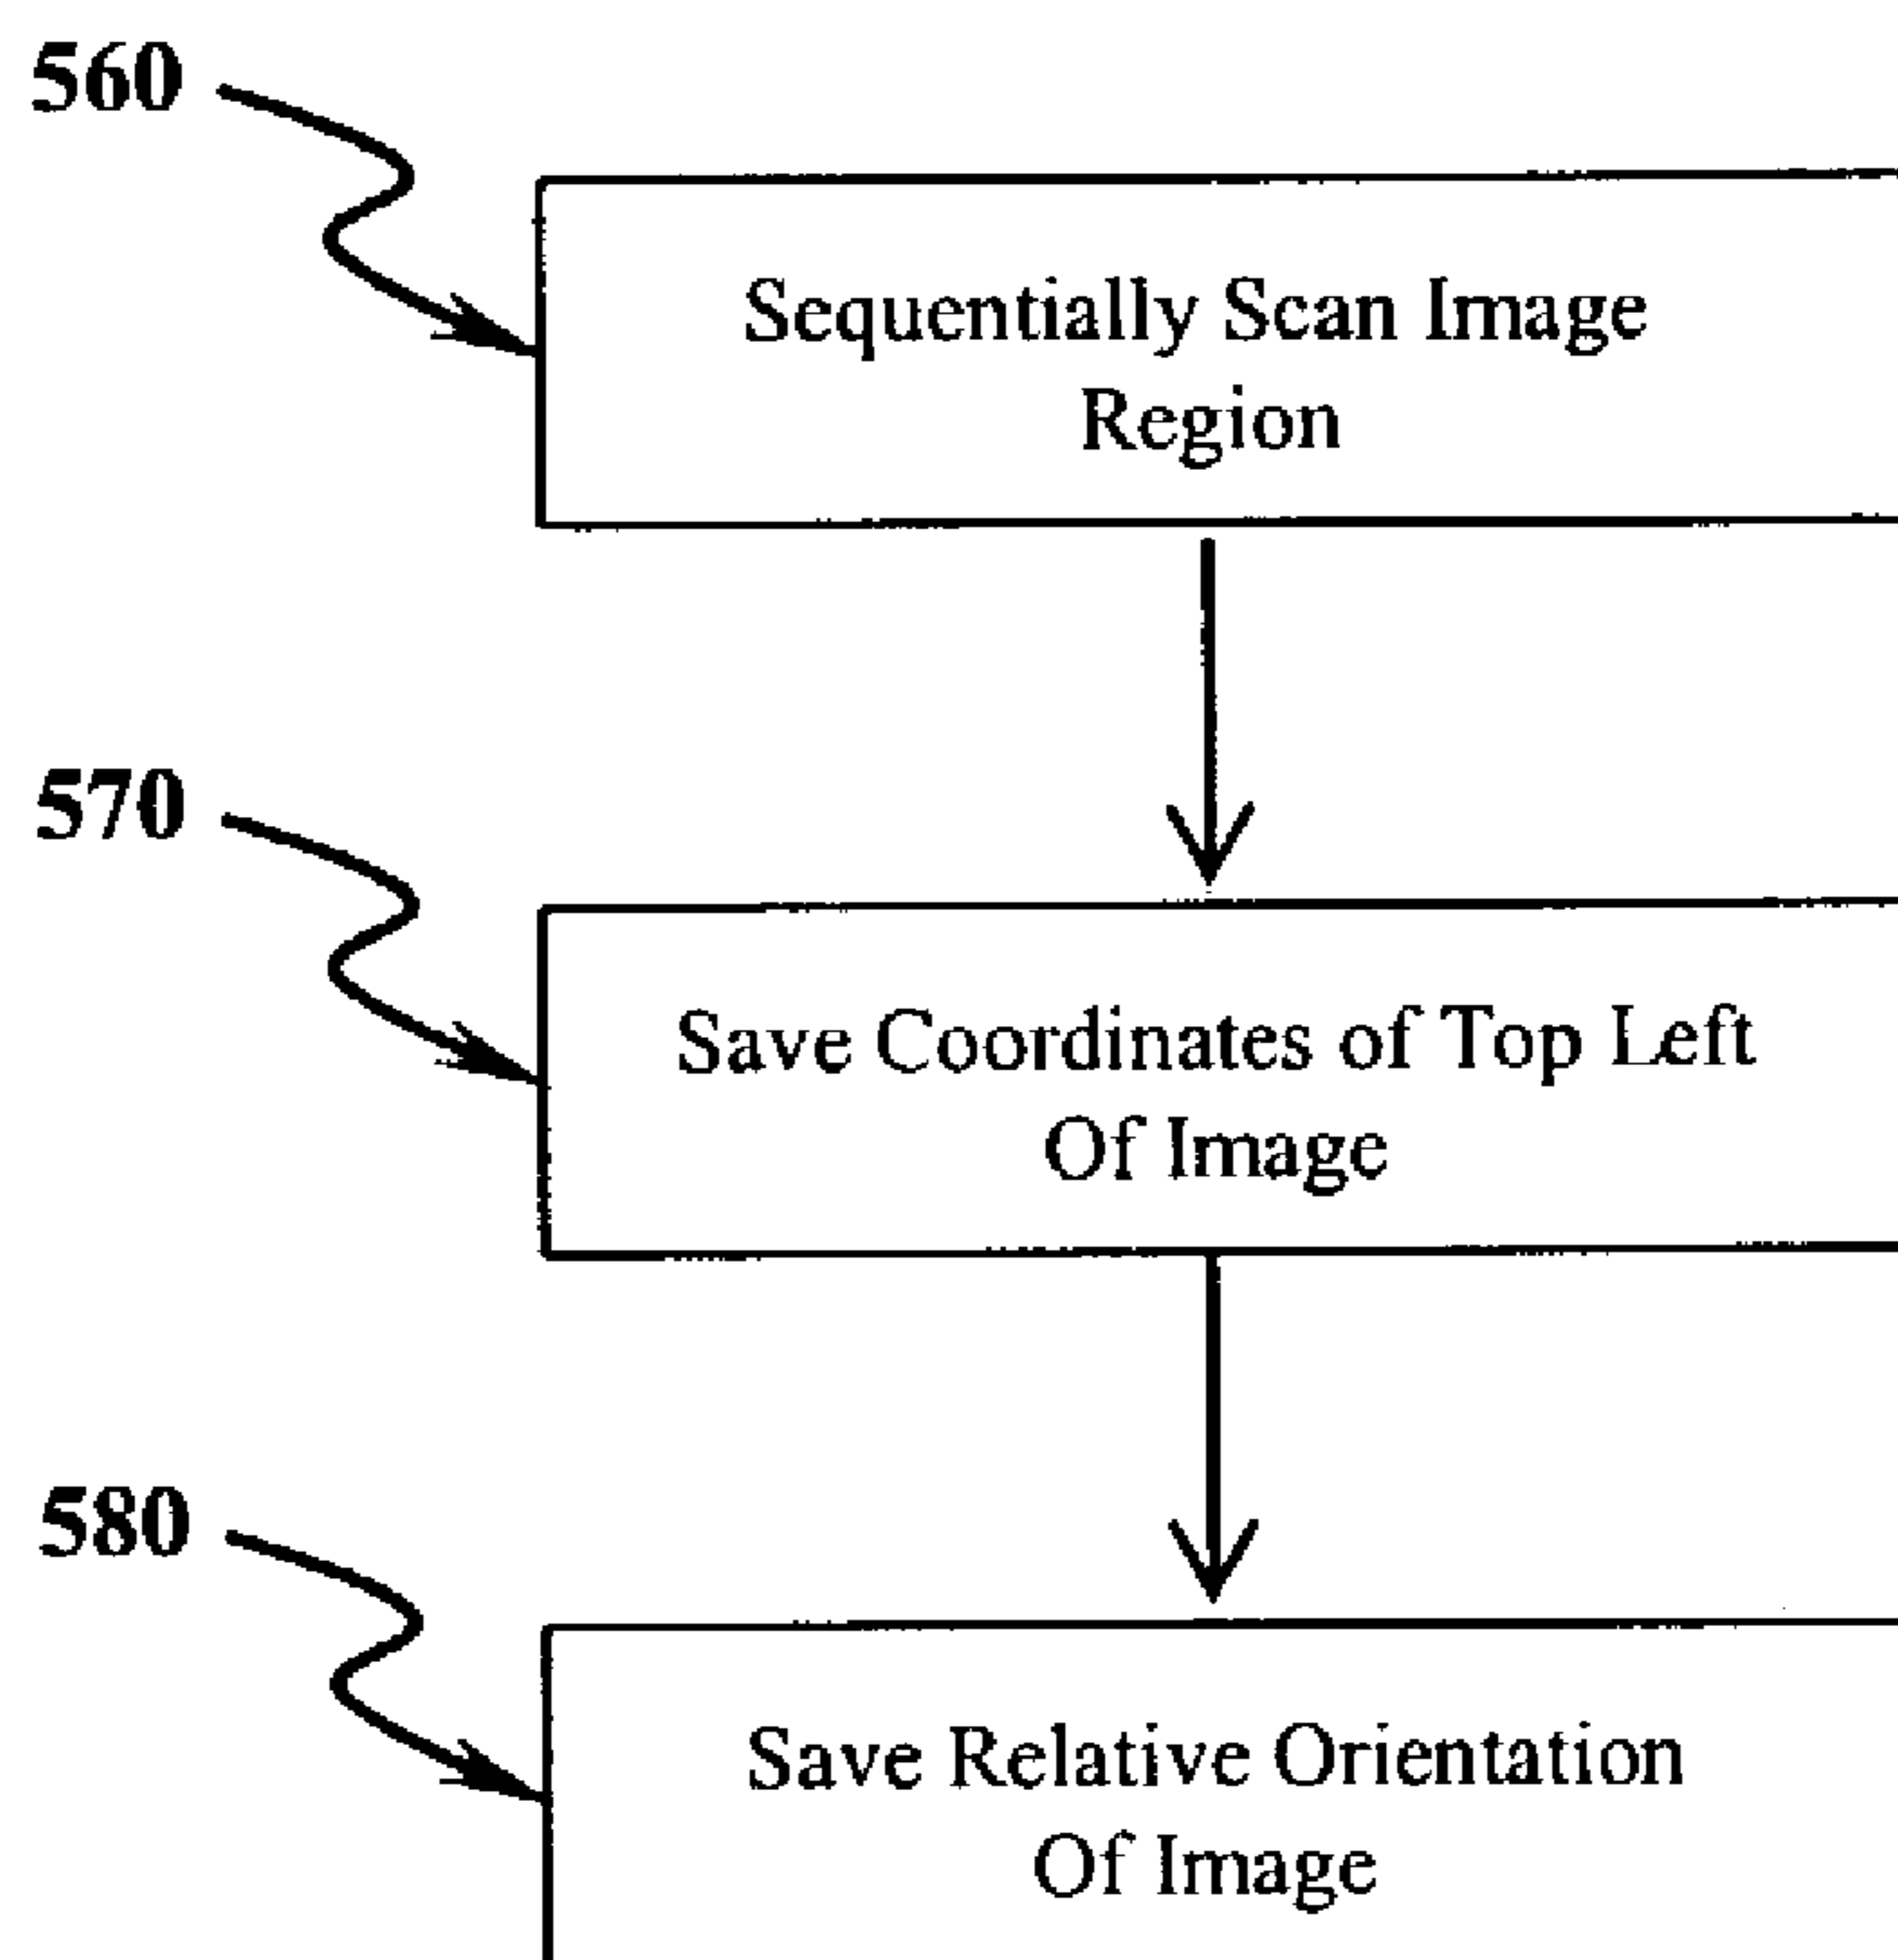 560
Sequentially Scan Image
Region
570
Save Coordinates of Top Left
Of Image
580
Save Relative Orientation
Of Image